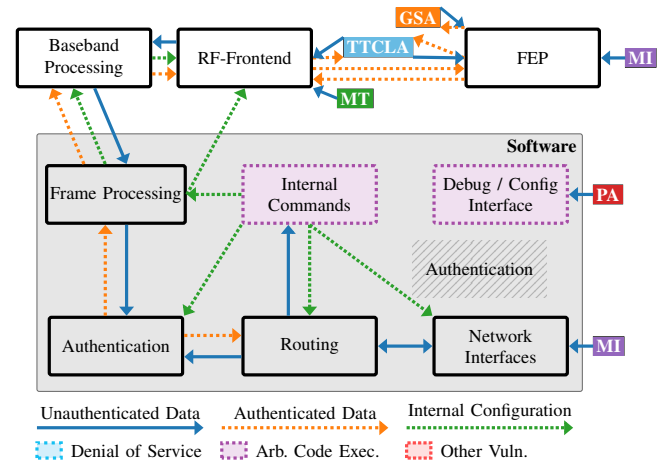 GSA
Baseband
Processing
RF-Frontend
TTCLA
FEP
MI
MT
Software
Frame Processing
Internal
Commands
Debug / Config
Interface
PA
Authentication
Authentication
Routing
Network
Interfaces
MI
Unauthenticated Data
Authenticated Data
Internal Configuration
Denial of Service
Arb. Code Exec.
Other Vuln.